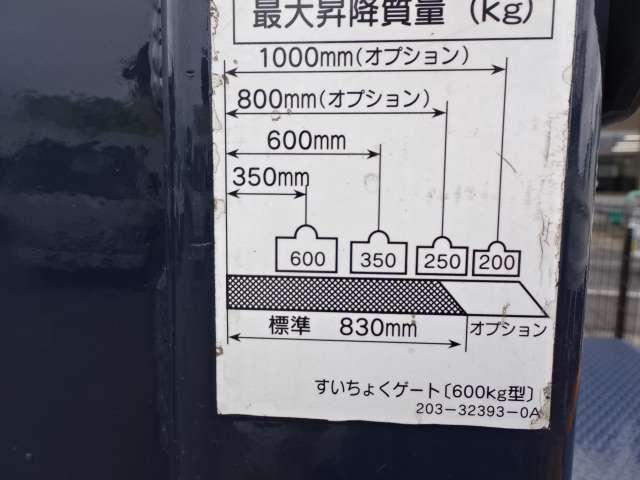 最大昇降質量 (kg)
1000mm(オプション)
800mm(オプション)
600mm
350mm
600 350 250 200
標準 830mm オプション
すいちょくゲート〔600kg型〕
203-32393-0A